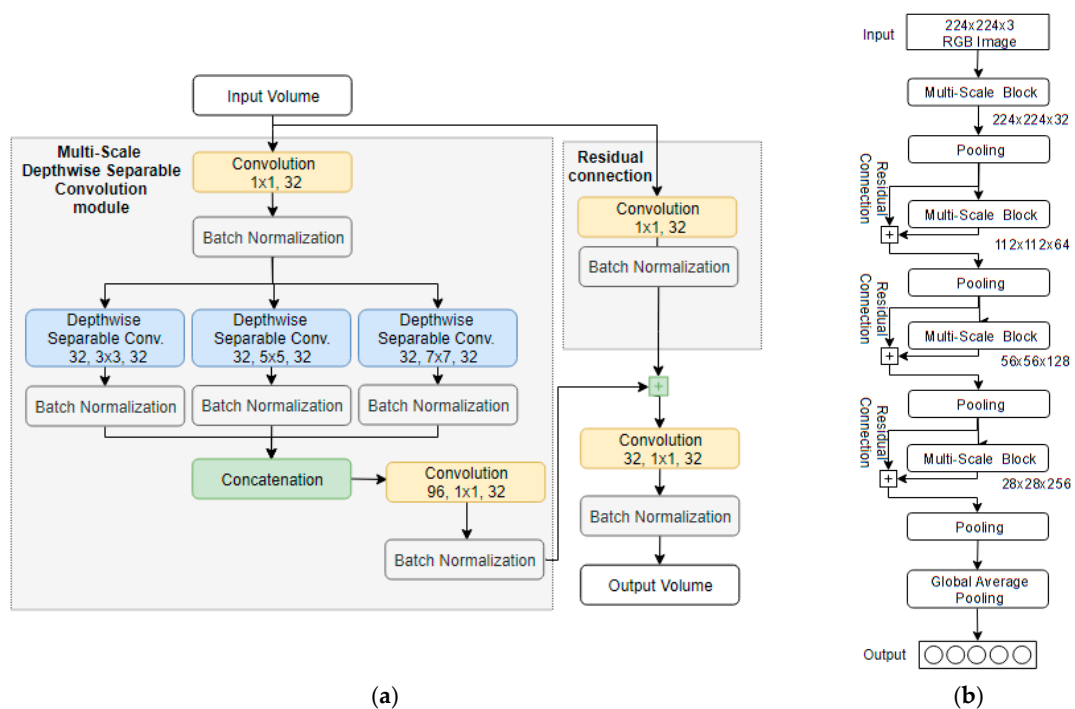 Input Volume
Multi-Scale
Depthwise Separable
Convolution
module
Convolution
1x1, 32
Batch Normalization
Depthwise
Separable Conv.
32, 3x3, 32
Depthwise
Separable Conv.
32, 5x5, 32
Depthwise
Separable Conv.
32, 7x7, 32
Batch Normalization
Batch Normalization
Batch Normalization
Concatenation
Convolution
96, 1x1, 32
Batch Normalization
Residual
connection
Convolution
1x1, 32
Batch Normalization
+
Convolution
32, 1x1, 32
Batch Normalization
Output Volume
(a)
Input
224x224x3
RGB Image
Multi-Scale Block
224x224x32
Pooling
Residual
Connection
Multi-Scale Block
+
112x112x64
Pooling
Residual
Connection
Multi-Scale Block
+
56x56x128
Pooling
Residual
Connection
Multi-Scale Block
+
28x28x256
Pooling
Global Average
Pooling
Output
(b)